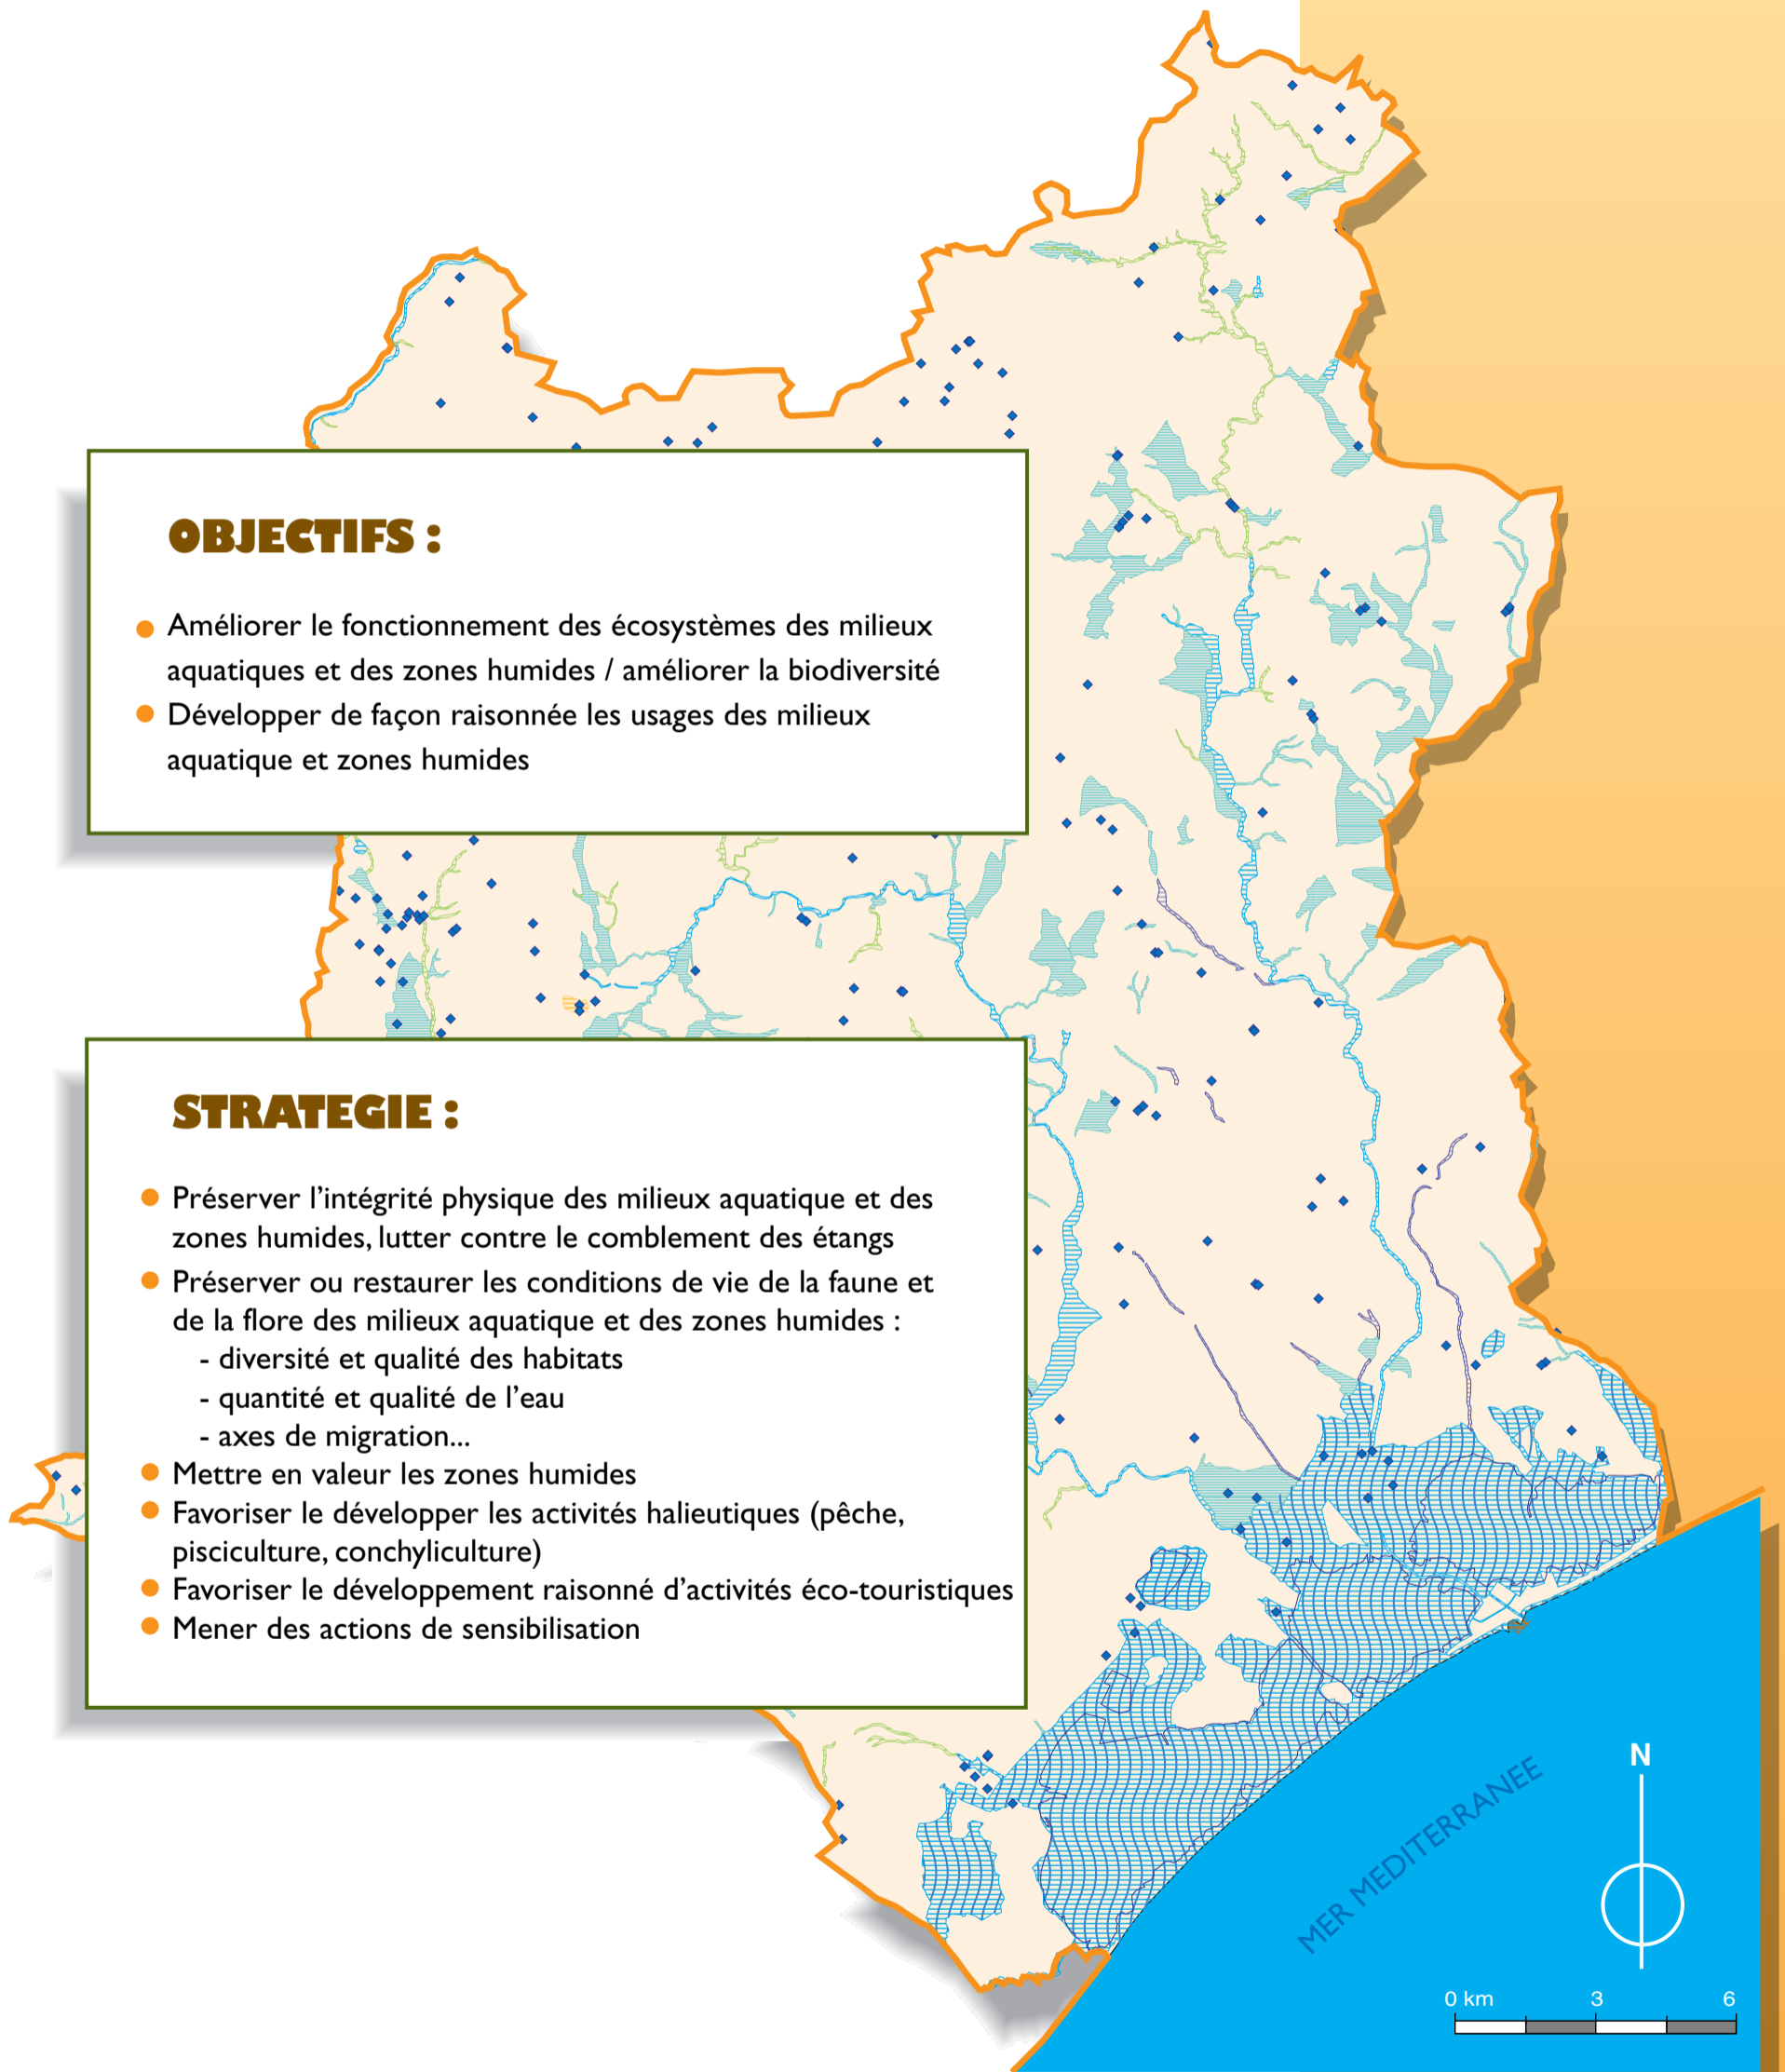 OBJECTIFS :
Améliorer le fonctionnement des écosystèmes des milieux
aquatiques et des zones humides / améliorer la biodiversité
Développer de façon raisonnée les usages des milieux
aquatique et zones humides
STRATEGIE :
Préserver l'intégrité physique des milieux aquatique et des
zones humides, lutter contre le comblement des étangs
Préserver ou restaurer les conditions de vie de la faune et
de la flore des milieux aquatique et des zones humides :
- diversité et qualité des habitats
- quantité et qualité de l'eau
- axes de migration...
Mettre en valeur les zones humides
Favoriser le développer les activités halieutiques (pêche,
pisciculture, conchyliculture)
Favoriser le développement raisonné d'activités éco-touristiques
Mener des actions de sensibilisation
MER MEDITERRANEE
N
0 km 3 6